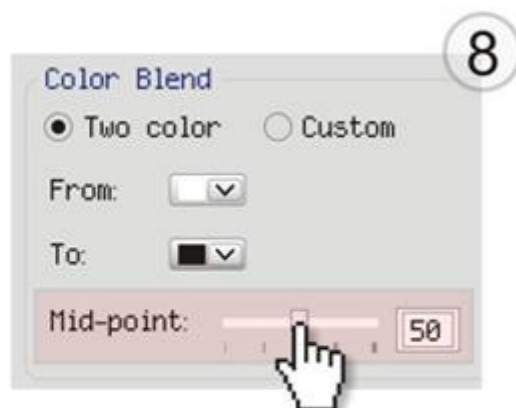 8
Color Blend
Two color Custom
From:
To:
Mid-point: 50